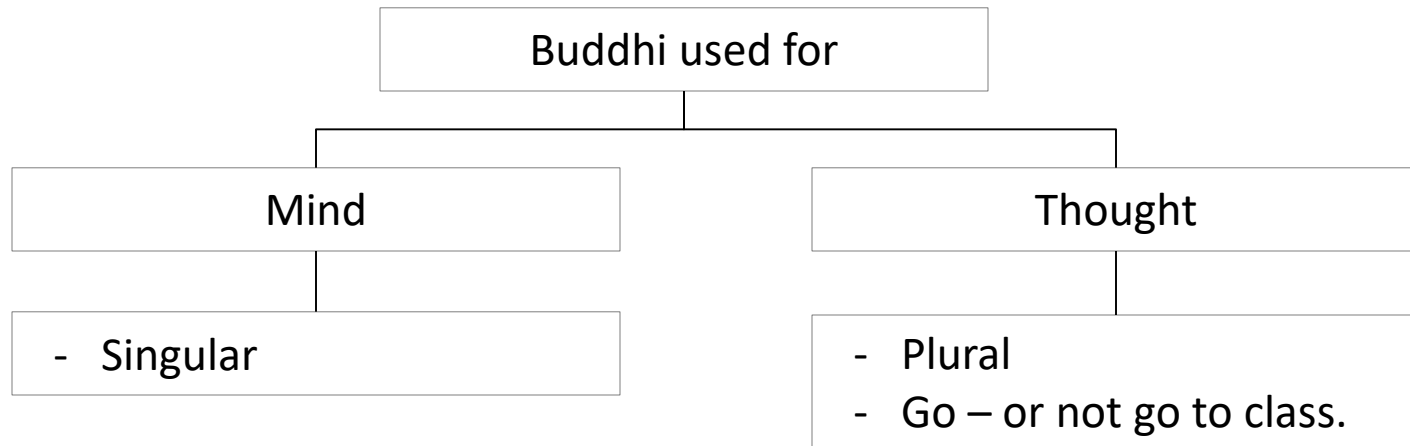 Buddhi used for
Mind
Thought
- Singular
- Plural
- Go – or not go to class.